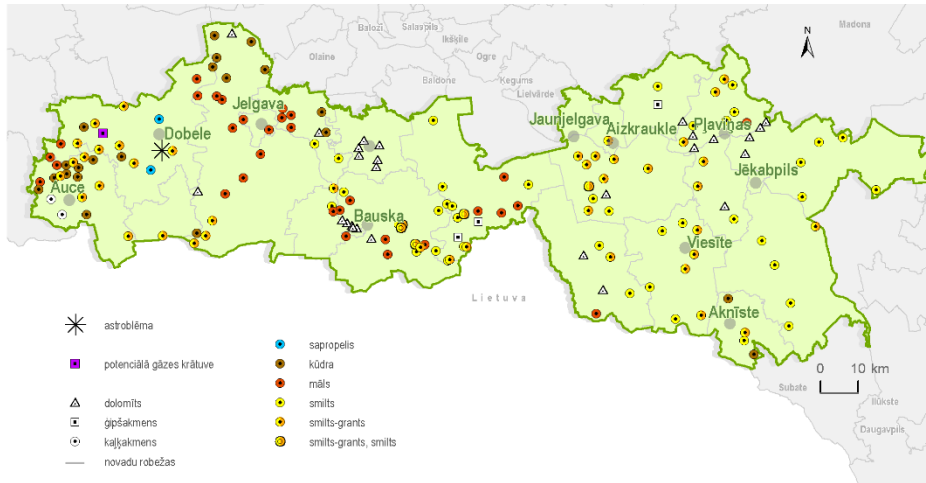 Madona
Salaspils
Baloži
Ikšķile
Olaine
Ogre
N
Ķegums
Baldone
Lielvārde
Jelgava
Jaunjelgava
Pļaviņas
Aizkraukle
Dobele
Jēkabpils
Auce
Bauska
Viesīte
Lietuva
Aknīste
astroblēma
sapropelis
potenciālā gāzes krātuve
kūdra
māls
0 10 km
Subate
dolomīts
smilts
Ilūkste
ģipšakmens
smilts-grants
kaļķakmens
smilts-grants, smilts
Daugavpils
novadu robežas